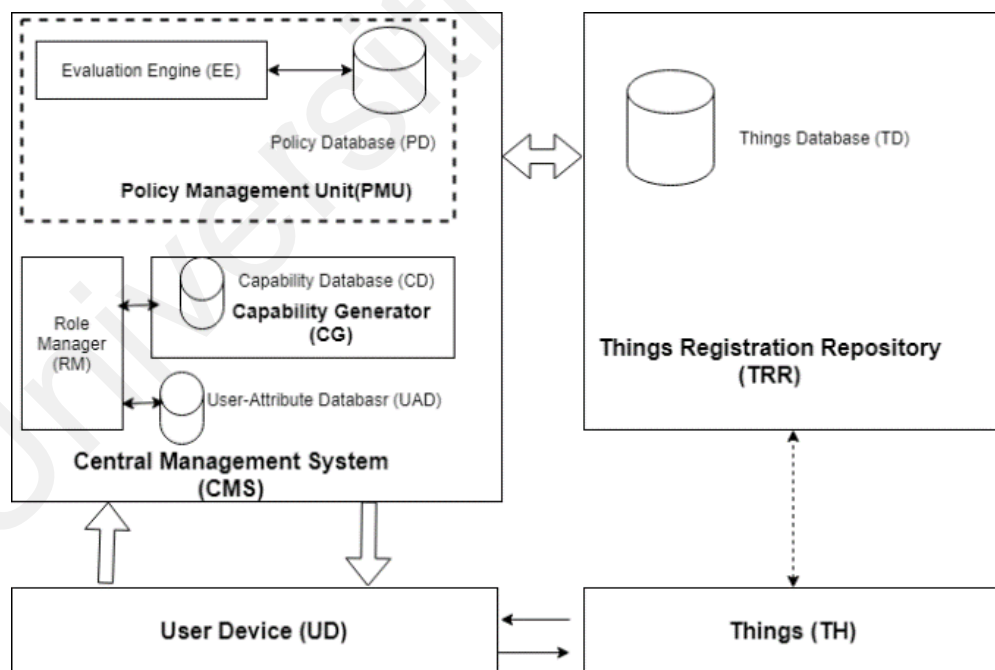 Evaluation Engine (EE)
Policy Database (PD)
Policy Management Unit(PMU)
Things Database (TD)
Role
Manager
(RM)
Capability Database (CD)
Capability Generator
(CG)
User-Attribute Databasr (UAD)
Central Management System
(CMS)
Things Registration Repository
(TRR)
User Device (UD)
Things (TH)
Universiti